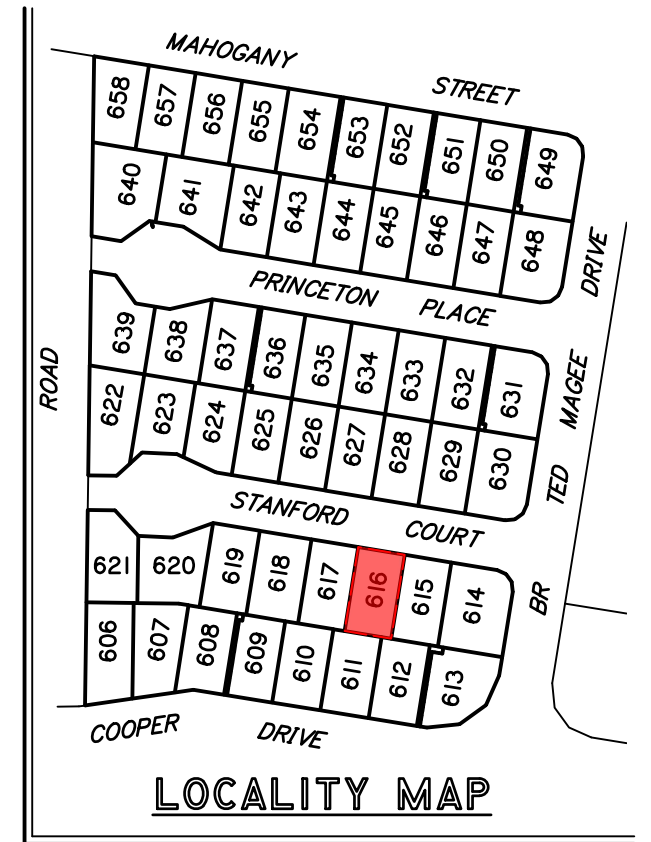 MAHOGANY STREET
658 657 656 655 654 653 652 651 650 649
640 641 642 643 644 645 646 647 648
PRINCETON PLACE
639 638 637 636 635 634 633 632 631
622 623 624 625 626 627 628 629 630
STANFORD COURT
621 620 619 618 617 616 615 614
606 607 608 609 610 611 612 613
COOPER DRIVE
ROAD
TED MAGEE DRIVE
BR
LOCALITY MAP